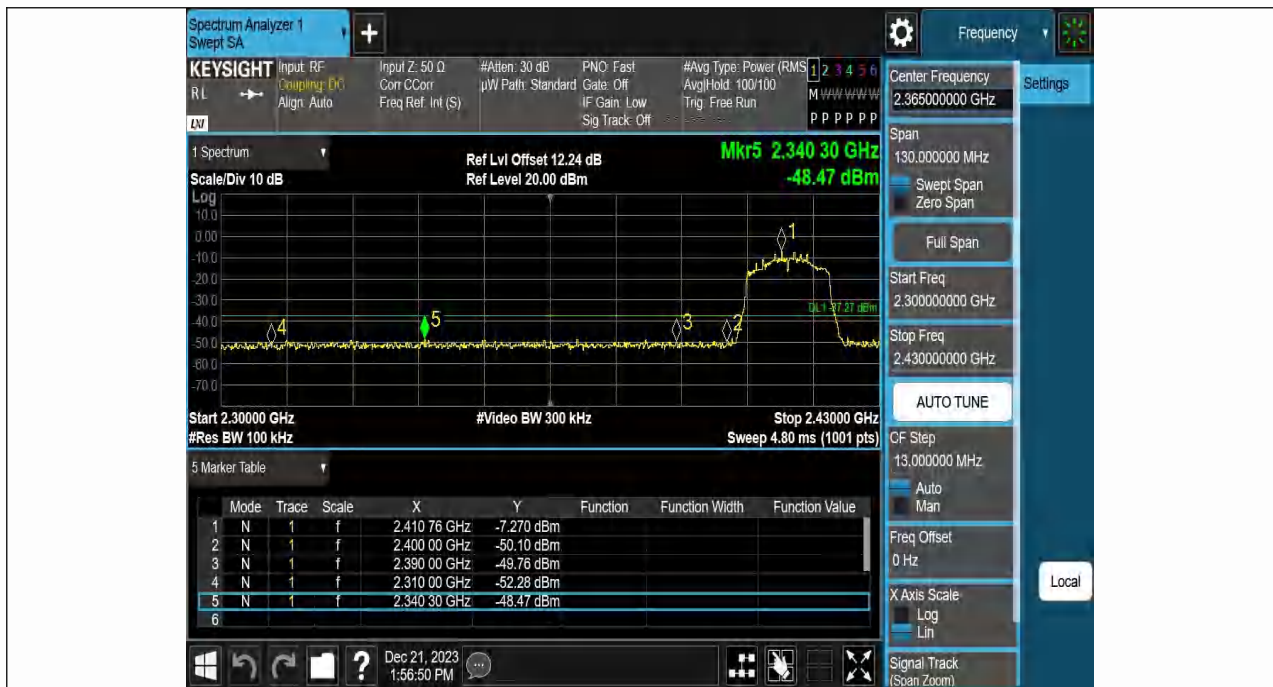 Spectrum Analyzer 1
Swept SA
+
Frequency
KEYSIGHT
RL
LXI
Input: RF
Coupling: DC
Align: Auto
Input Z: 50 Ω
Corr CCorr
Freq Ref: Int (S)
#Atten: 30 dB
µW Path: Standard
PNO: Fast
Gate: Off
IF Gain: Low
Sig Track: Off
#Avg Type: Power (RMS
Avg|Hold: 100/100
Trig: Free Run
1 2 3 4 5 6
M W W W W W
P P P P P P
Center Frequency
2.365000000 GHz
Settings
Span
130.000000 MHz
Swept Span
Zero Span
Full Span
Start Freq
2.300000000 GHz
Stop Freq
2.430000000 GHz
AUTO TUNE
CF Step
13.000000 MHz
Auto
Man
Freq Offset
0 Hz
X Axis Scale
Log
Lin
Signal Track
(Span Zoom)
Local
1 Spectrum
Scale/Div 10 dB
Ref Lvl Offset 12.24 dB
Ref Level 20.00 dBm
Mkr5 2.340 30 GHz
-48.47 dBm
Log
10.0
0.00
-10.0
-20.0
-30.0
-40.0
-50.0
-60.0
-70.0
1
DL1 -37.27 dBm
4
5
3
2
Start 2.30000 GHz
#Video BW 300 kHz
Stop 2.43000 GHz
#Res BW 100 kHz
Sweep 4.80 ms (1001 pts)
5 Marker Table
Mode Trace Scale X Y Function Function Width Function Value
1 N 1 f 2.410 76 GHz -7.270 dBm
2 N 1 f 2.400 00 GHz -50.10 dBm
3 N 1 f 2.390 00 GHz -49.76 dBm
4 N 1 f 2.310 00 GHz -52.28 dBm
5 N 1 f 2.340 30 GHz -48.47 dBm
6
?
Dec 21, 2023
1:56:50 PM